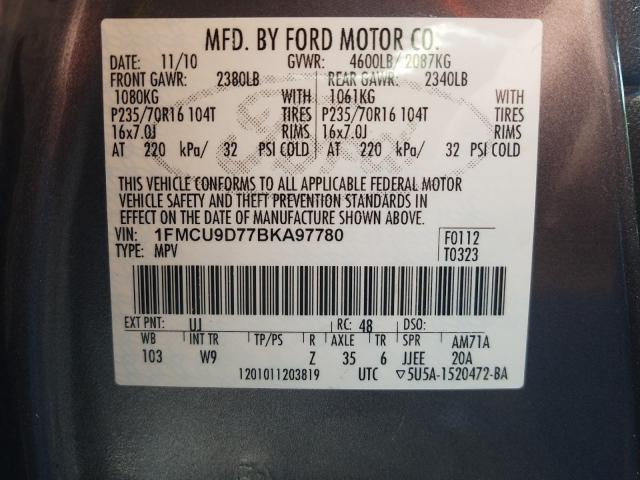 MFD. BY FORD MOTOR CO.
DATE: 11/10 GVWR: 4600LB/ 2087KG
FRONT GAWR: 2380LB REAR GAWR: 2340LB
1080KG WITH 1061KG WITH
P235/70R16 104T TIRES P235/70R16 104T TIRES
16x7.0J RIMS 16x7.0J RIMS
AT 220 kPa/ 32 PSI COLD AT 220 kPa/ 32 PSI COLD
THIS VEHICLE CONFORMS TO ALL APPLICABLE FEDERAL MOTOR
VEHICLE SAFETY AND THEFT PREVENTION STANDARDS IN
EFFECT ON THE DATE OF MANUFACTURE SHOWN ABOVE.
VIN: 1FMCU9D77BKA97780 F0112
TYPE: MPV T0323
EXT PNT: UJ RC: 48 DSO:
WB INT TR TP/PS R AXLE TR SPR AM71A
103 W9 Z 35 6 JJEE 20A
1201011203819 UTC ▽5U5A-1520472-BA
Ford